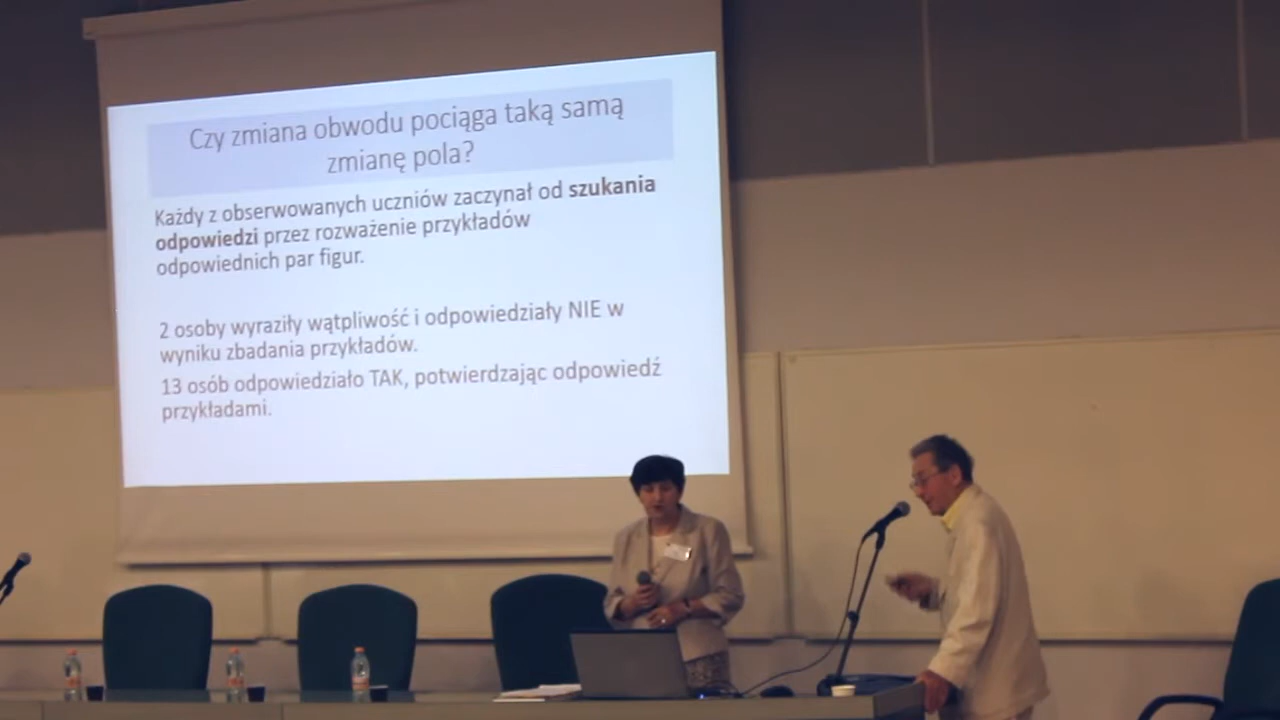 Czy zmiana obwodu pociąga taką samą
zmianę pola?
Każdy z obserwowanych uczniów zaczynał od szukania
odpowiedzi przez rozważenie przykładów
odpowiednich par figur.
2 osoby wyraziły wątpliwość i odpowiedziały NIE w
wyniku zbadania przykładów.
13 osób odpowiedziało TAK, potwierdzając odpowiedź
przykładami.